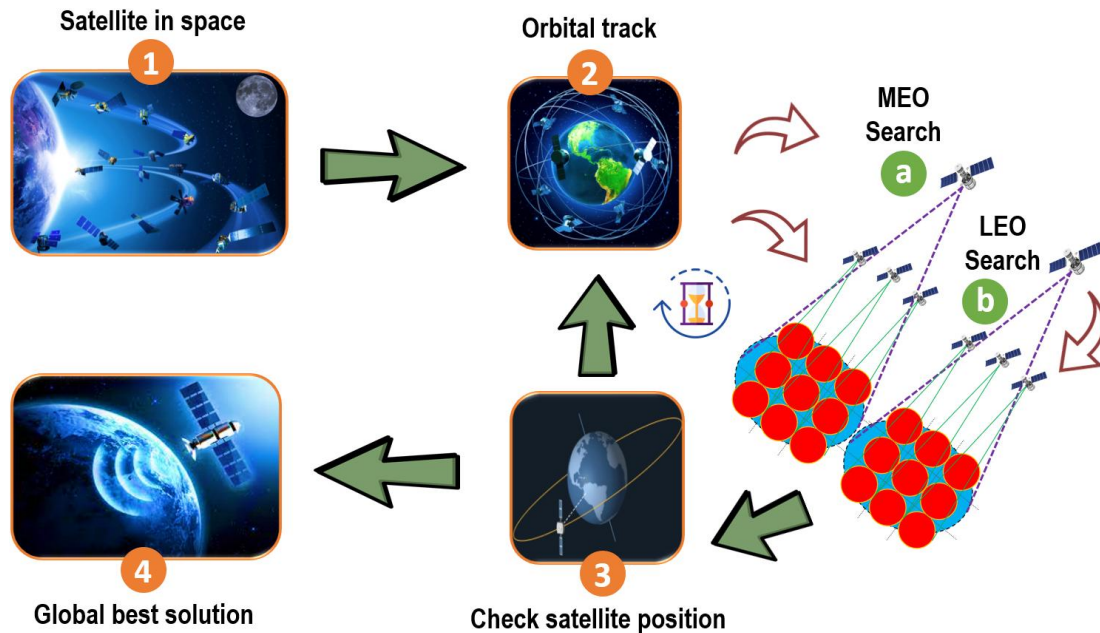 Satellite in space
1
Orbital track
2
MEO
Search
a
LEO
Search
b
3
Check satellite position
4
Global best solution